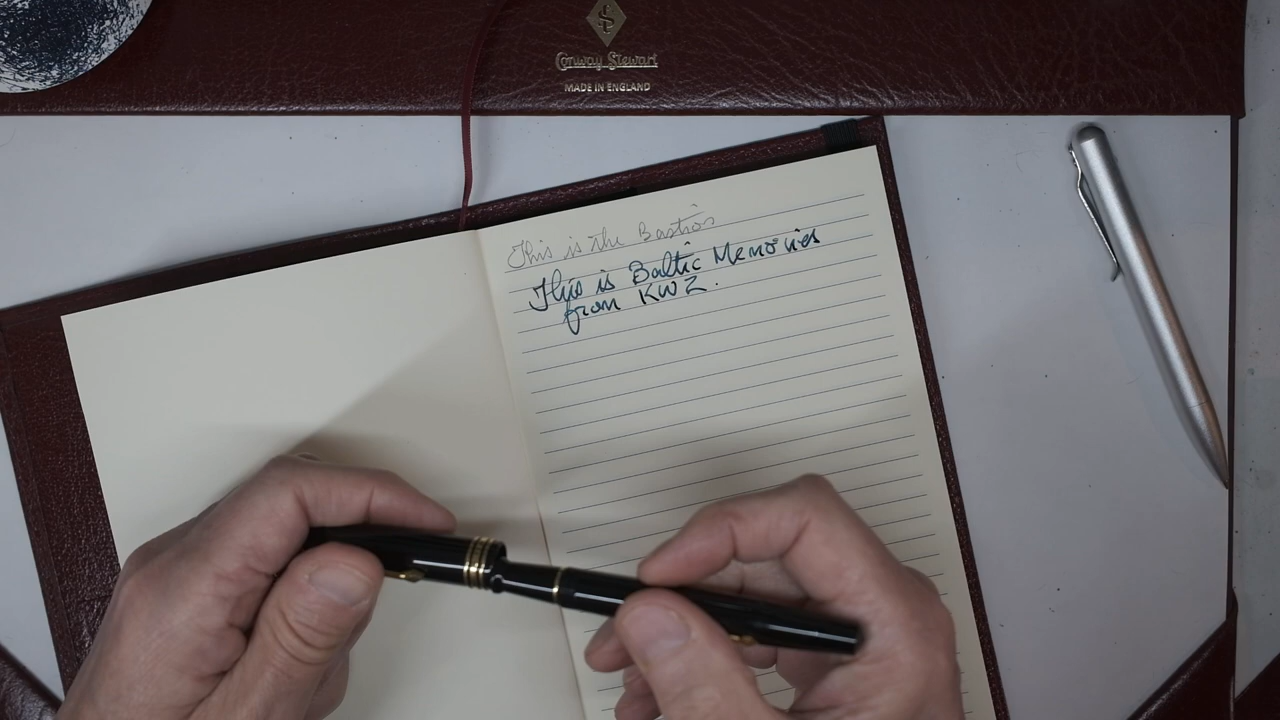 Conway Stewart
MADE IN ENGLAND
This is the Bastion
This is Baltic Memories
from KWZ.